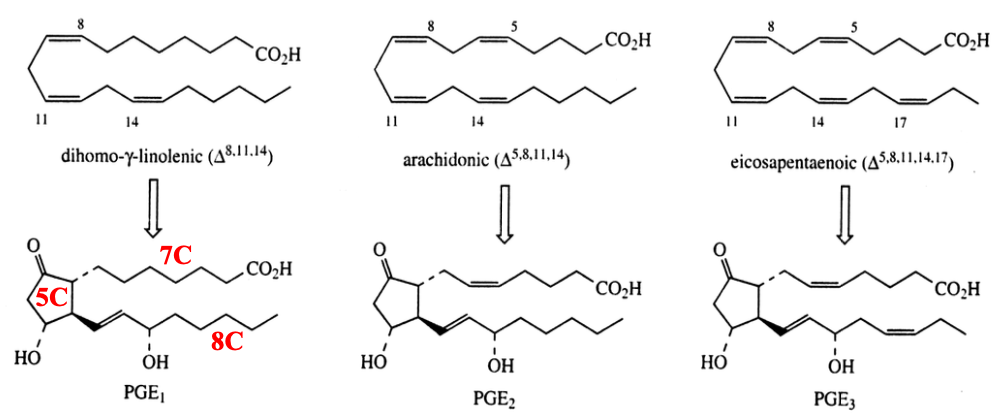 8
CO₂H
11
14
dihomo-γ-linolenic (Δ⁸,¹¹,¹⁴)
8
5
CO₂H
11
14
arachidonic (Δ⁵,⁸,¹¹,¹⁴)
8
5
CO₂H
11
14
17
eicosapentaenoic (Δ⁵,⁸,¹¹,¹⁴,¹⁷)
O
7C
CO₂H
5C
8C
HO
OH
PGE₁
O
CO₂H
HO
OH
PGE₂
O
CO₂H
HO
OH
PGE₃